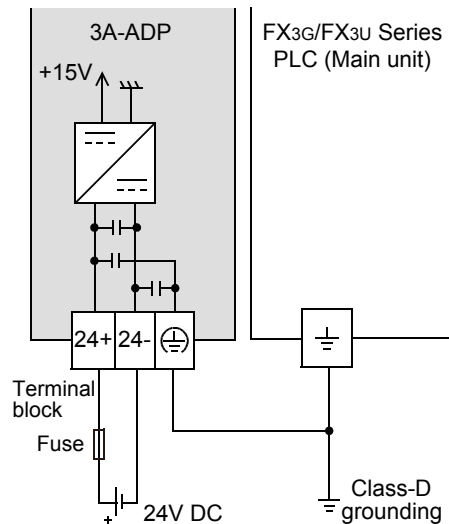 3A-ADP
FX3G/FX3U Series
PLC (Main unit)
+15V
24+ 24-
Terminal
block
Fuse
+
24V DC
Class-D
grounding